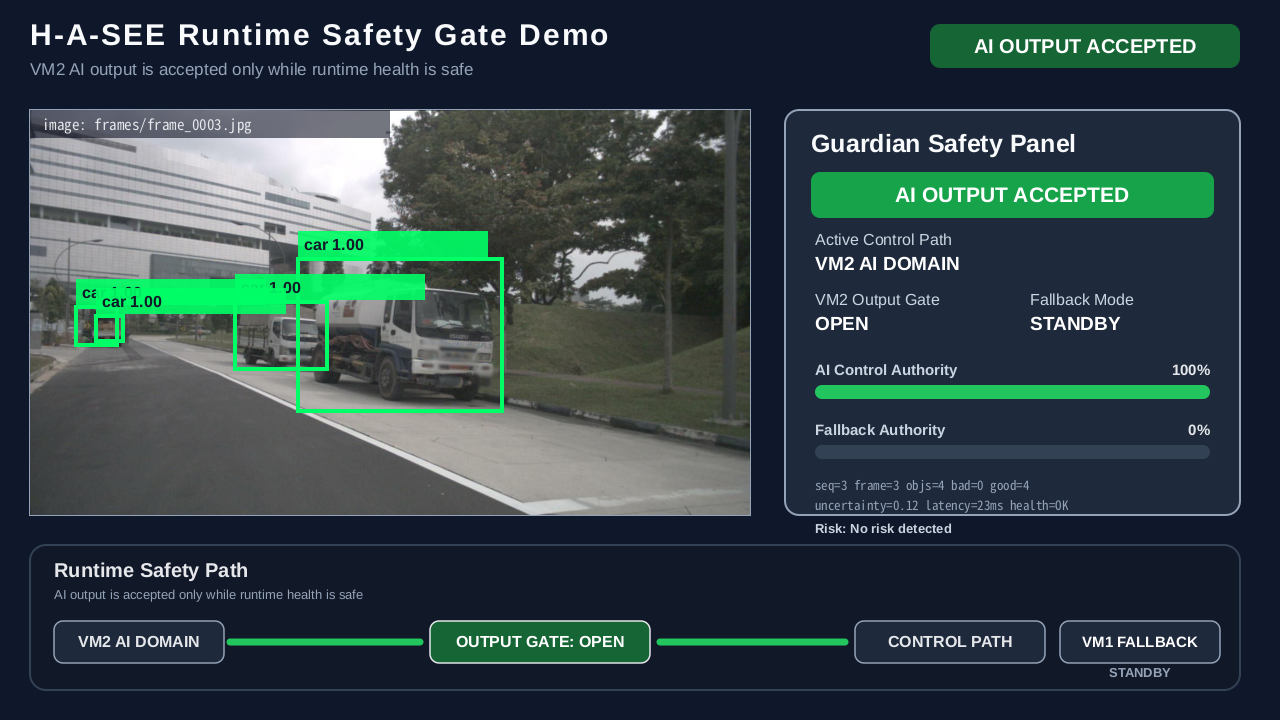 H-A-SEE Runtime Safety Gate Demo
VM2 AI output is accepted only while runtime health is safe
AI OUTPUT ACCEPTED
image: frames/frame_0003.jpg
car 1.00
car 1.00
car 1.00
ISUZU
Guardian Safety Panel
AI OUTPUT ACCEPTED
Active Control Path
VM2 AI DOMAIN
VM2 Output Gate
OPEN
Fallback Mode
STANDBY
AI Control Authority
100%
Fallback Authority
0%
seq=3 frame=3 objs=4 bad=0 good=4
uncertainty=0.12 latency=23ms health=OK
Risk: No risk detected
Runtime Safety Path
AI output is accepted only while runtime health is safe
VM2 AI DOMAIN
OUTPUT GATE: OPEN
CONTROL PATH
VM1 FALLBACK
STANDBY